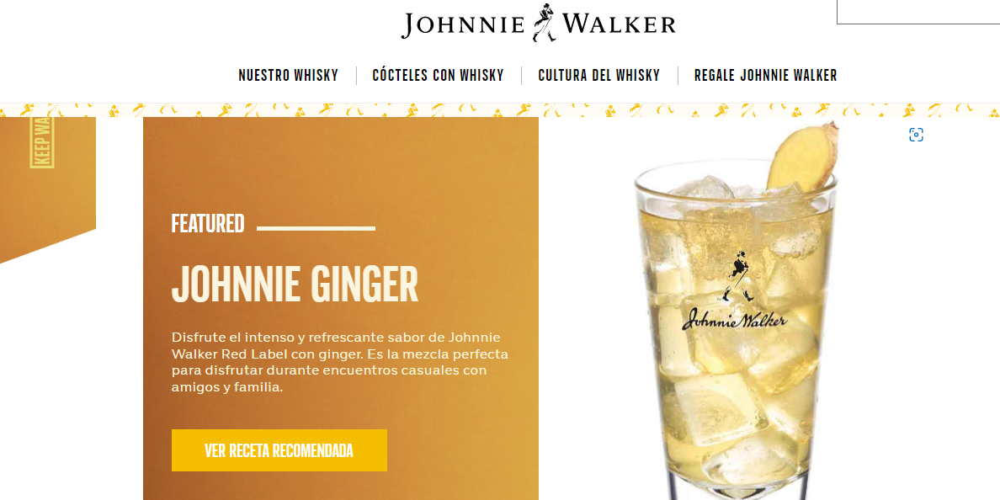 JOHNNIE WALKER
NUESTRO WHISKY
CÓCTELES CON WHISKY
CULTURA DEL WHISKY
REGALE JOHNNIE WALKER
KEEP WA
FEATURED
JOHNNIE GINGER
Disfrute el intenso y refrescante sabor de Johnnie
Walker Red Label con ginger. Es la mezcla perfecta
para disfrutar durante encuentros casuales con
amigos y familia.
VER RECETA RECOMENDADA
Johnnie Walker